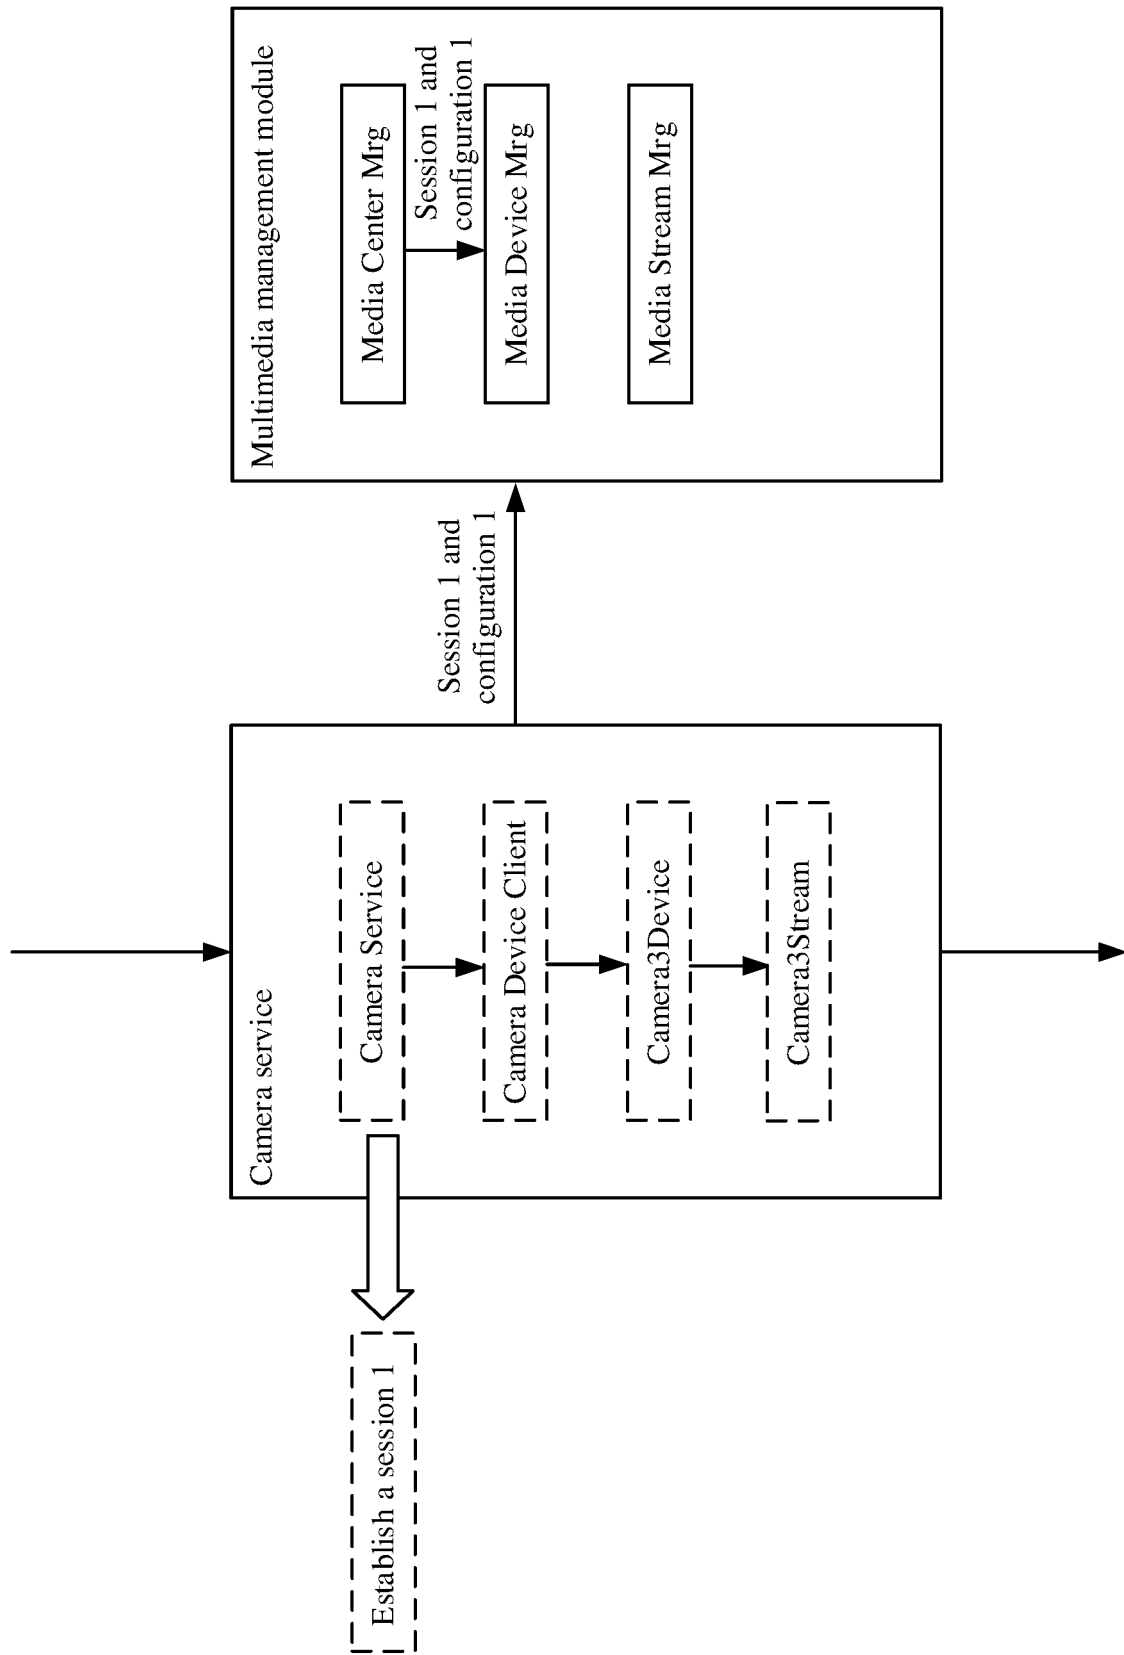 Multimedia management module
Media Center Mrg
Session 1 and
configuration 1
Media Device Mrg
Media Stream Mrg
Session 1 and
configuration 1
Camera service
Camera Service
Camera Device Client
Camera3Device
Camera3Stream
Establish a session 1